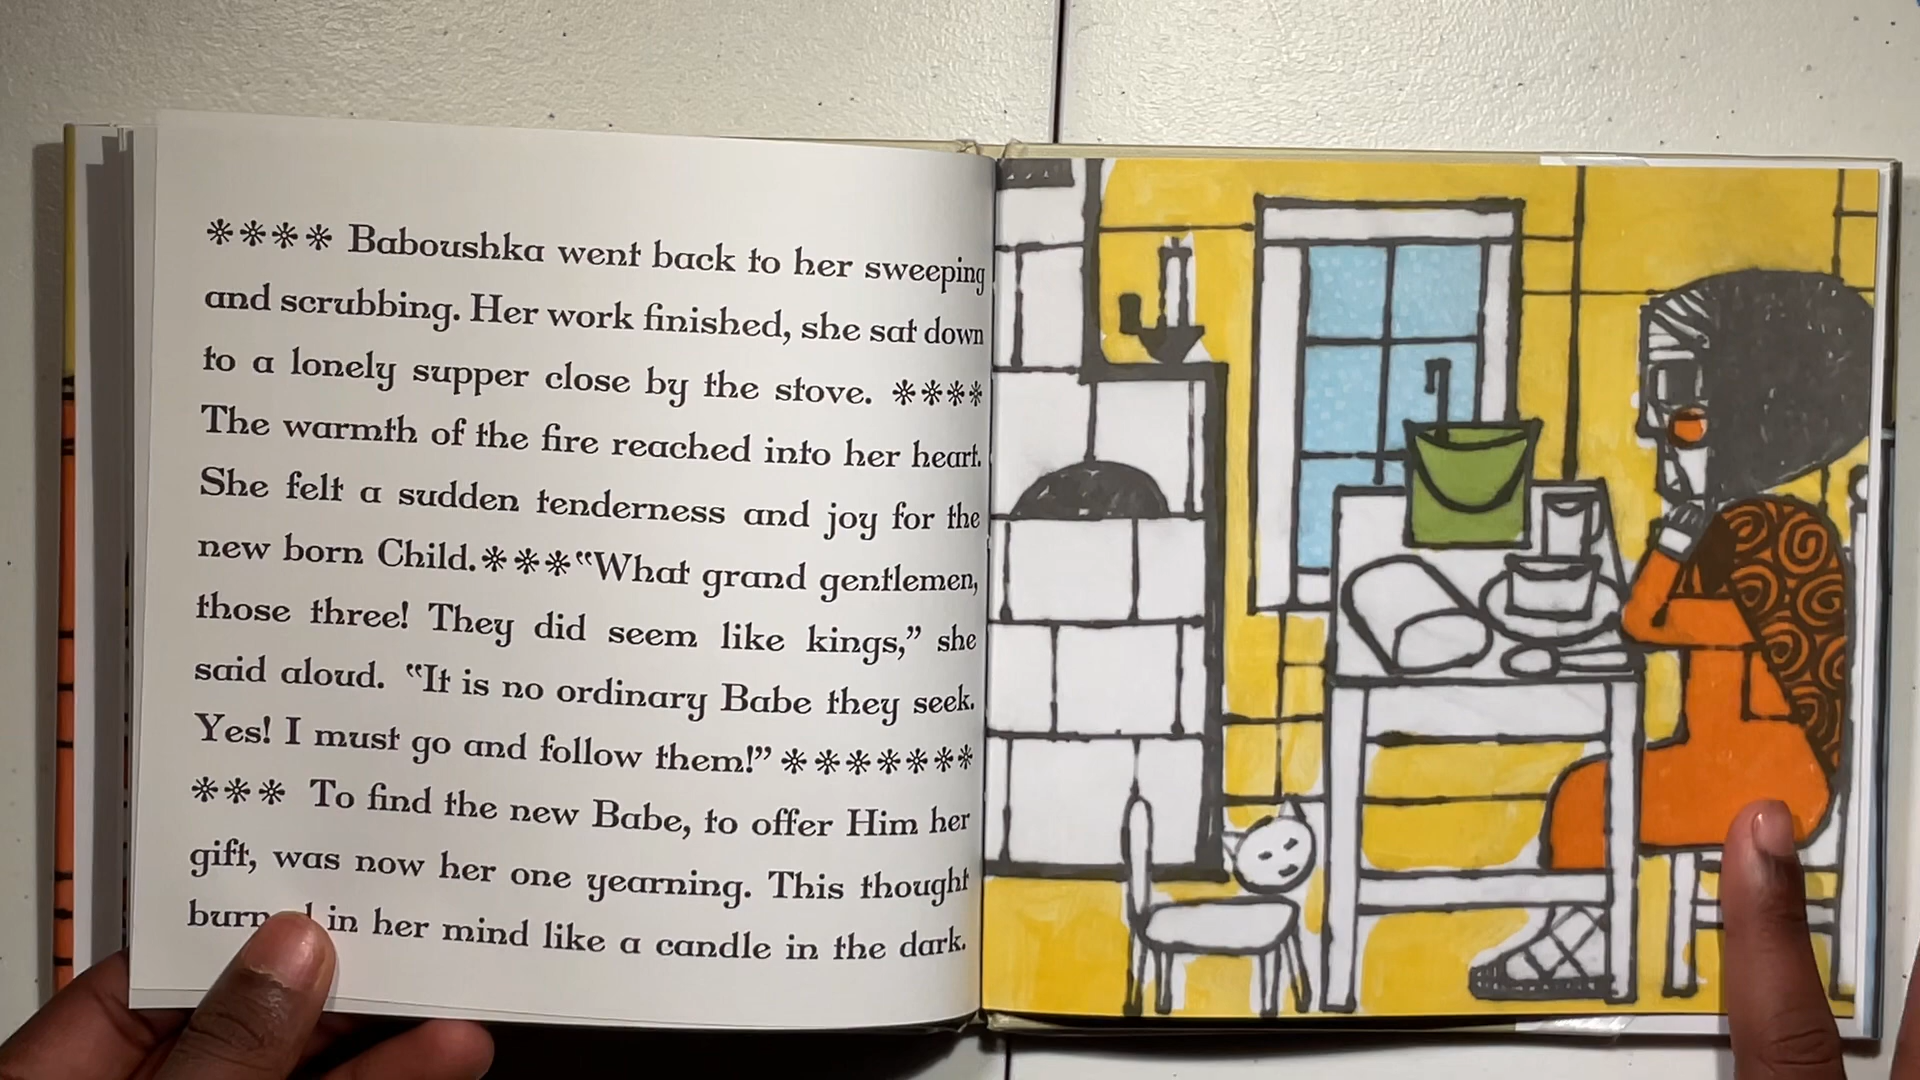 **** Baboushka went back to her sweeping
and scrubbing. Her work finished, she sat down
to a lonely supper close by the stove. ****
The warmth of the fire reached into her heart.
She felt a sudden tenderness and joy for the
new born Child.***"What grand gentlemen,
those three! They did seem like kings," she
said aloud. "It is no ordinary Babe they seek.
Yes! I must go and follow them!" *******
*** To find the new Babe, to offer Him her
gift, was now her one yearning. This thought
in her mind like a candle in the dark.